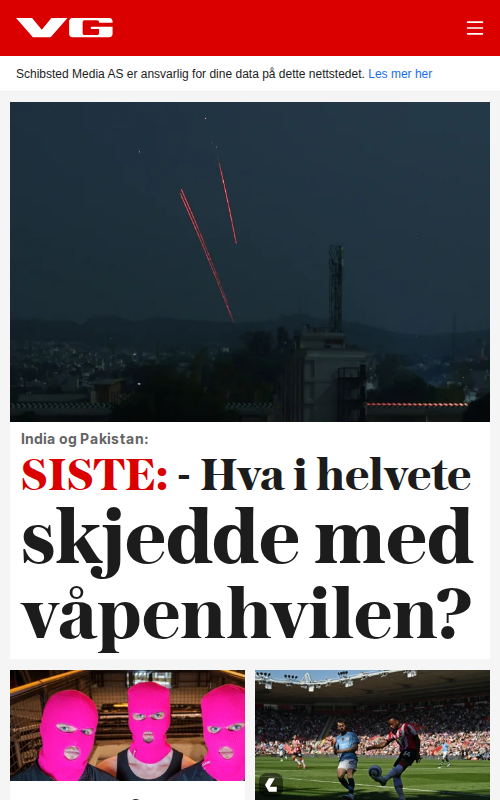 VG
Schibsted Media AS er ansvarlig for dine data på dette nettstedet. Les mer her
India og Pakistan:
SISTE: - Hva i helvete
skjedde med
våpenhvilen?